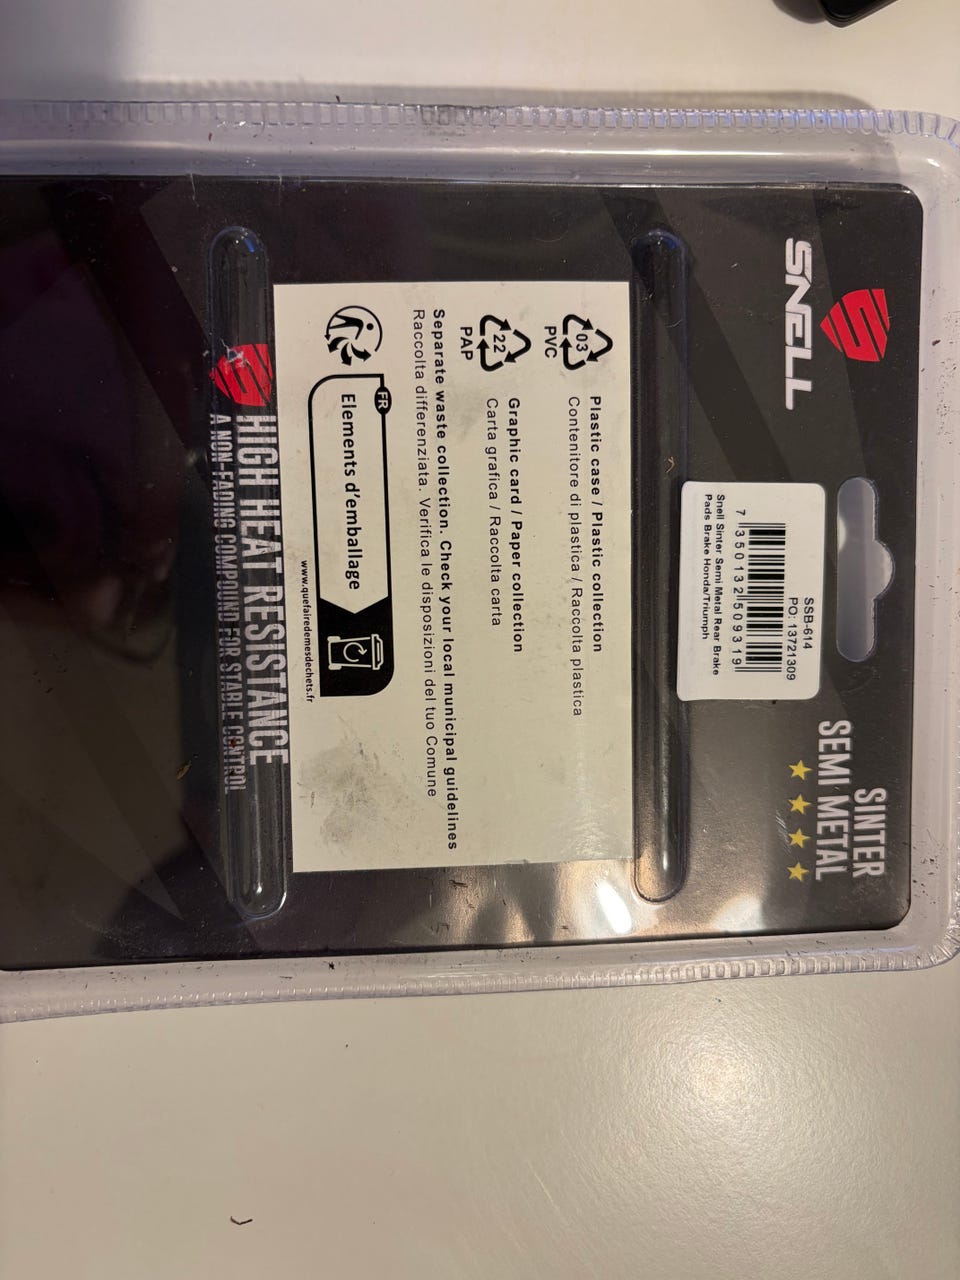 SNELL
SINTER
SEMI METAL
SSB-614
PO: 13721309
7 350132 509319
Snell Sinter Semi Metal Rear Brake
Pads Brake Honda/Triumph
03
PVC
Plastic case / Plastic collection
Contenitore di plastica / Raccolta plastica
22
PAP
Graphic card / Paper collection
Carta grafica / Raccolta carta
Separate waste collection. Check your local municipal guidelines
Raccolta differenziata. Verifica le disposizioni del tuo Comune
FR
Elements d'emballage
www.quefairedemesdechets.fr
HIGH HEAT RESISTANCE
A NON-FADING COMPOUND FOR STABLE CONTROL